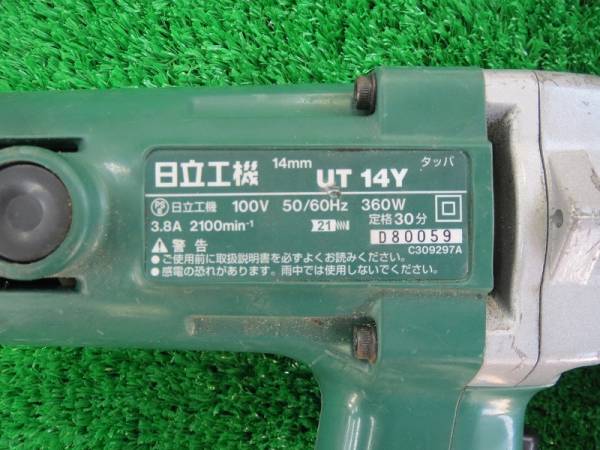 日立工機 14mm UT 14Y タッパ
PS 日立工機 100V 50/60Hz 360W
3.8A 2100min⁻¹ 21 定格30分
D80059
警告 C309297A
●ご使用前に取扱説明書を必ずよくお読みください。
●感電の恐れがあります。雨中では使用しないでください。